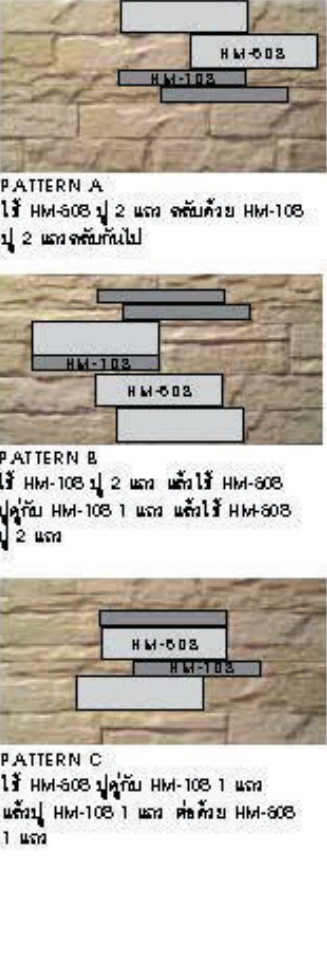 HM-608
HM-108
PATTERN A
ใช้ HM-608 ปู 2 แถว สลับด้วย HM-108
ปู 2 แถวสลับกันไป
HM-108
HM-608
PATTERN B
ใช้ HM-108 ปู 2 แถว แล้วใช้ HM-608
ปูคู่กับ HM-108 1 แถว แล้วใช้ HM-608
ปู 2 แถว
HM-608
HM-108
PATTERN C
ใช้ HM-608 ปูคู่กับ HM-108 1 แถว
แล้วปู HM-108 1 แถว ต่อด้วย HM-608
1 แถว